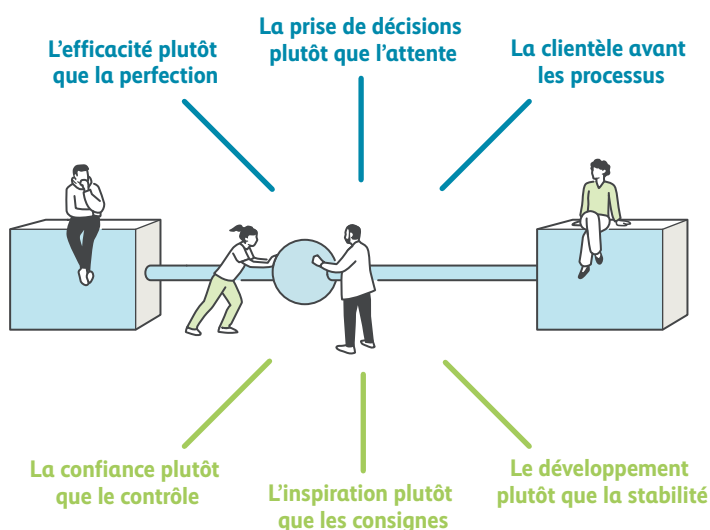 L'efficacité plutôt
que la perfection
La prise de décisions
plutôt que l'attente
La clientèle avant
les processus
La confiance plutôt
que le contrôle
L'inspiration plutôt
que les consignes
Le développement
plutôt que la stabilité